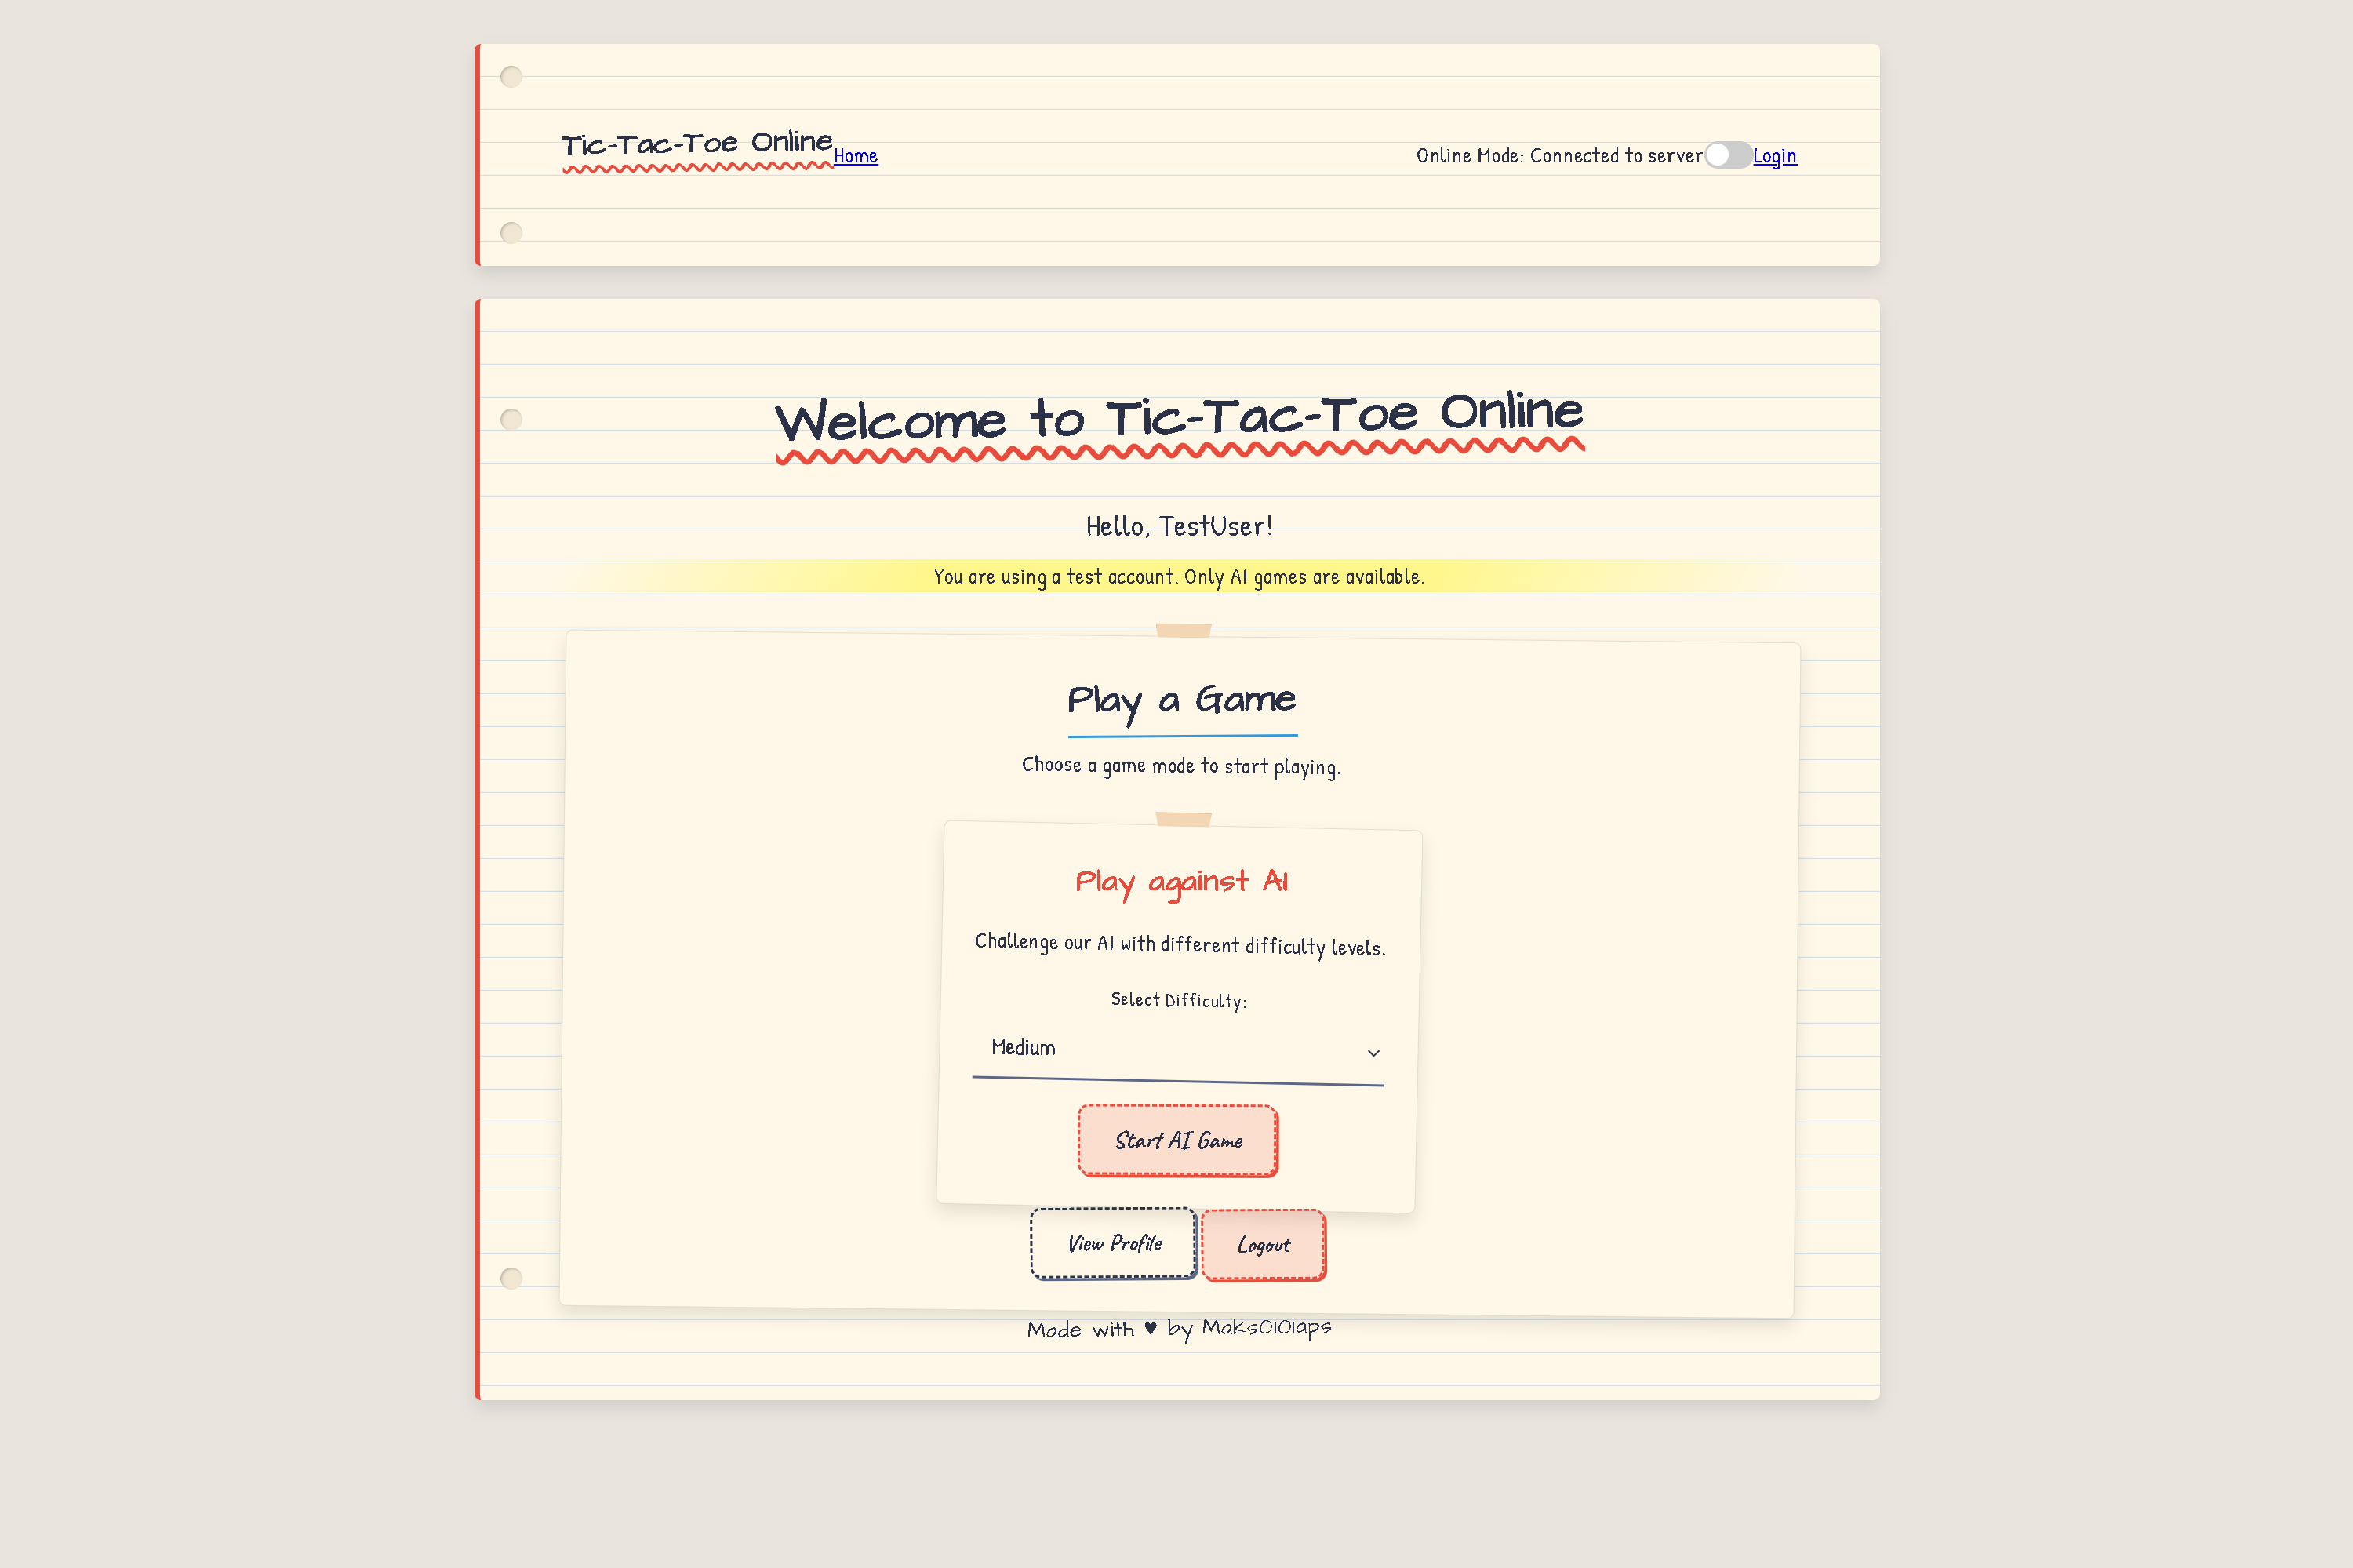 Tic-Tac-Toe Online Home Online Mode: Connected to server Login
Welcome to Tic-Tac-Toe Online
Hello, TestUser!
You are using a test account. Only AI games are available.
Play a Game
Choose a game mode to start playing.
Play against AI
Challenge our AI with different difficulty levels.
Select Difficulty:
Medium
Start AI Game
View Profile Logout
Made with ♥ by Maks0101aps